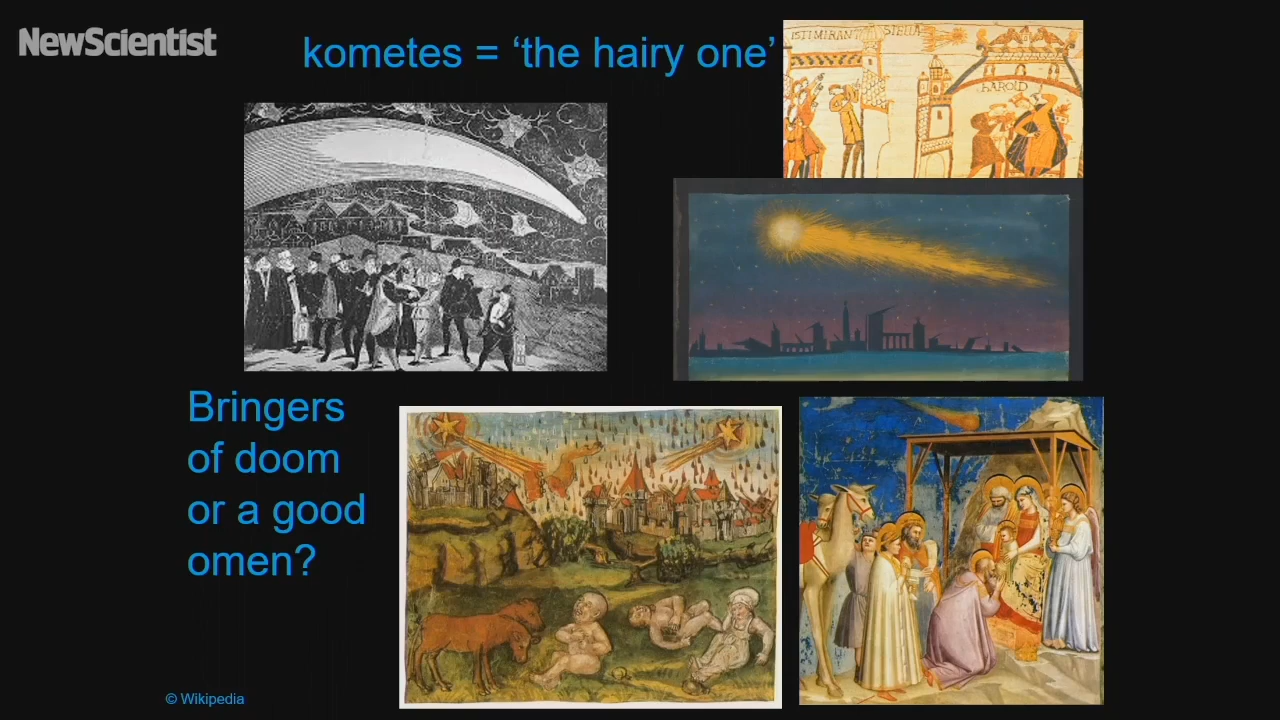 NewScientist
kometes = ‘the hairy one’
ISTI MIRANT STELLA
HAROLD
Bringers
of doom
or a good
omen?
© Wikipedia